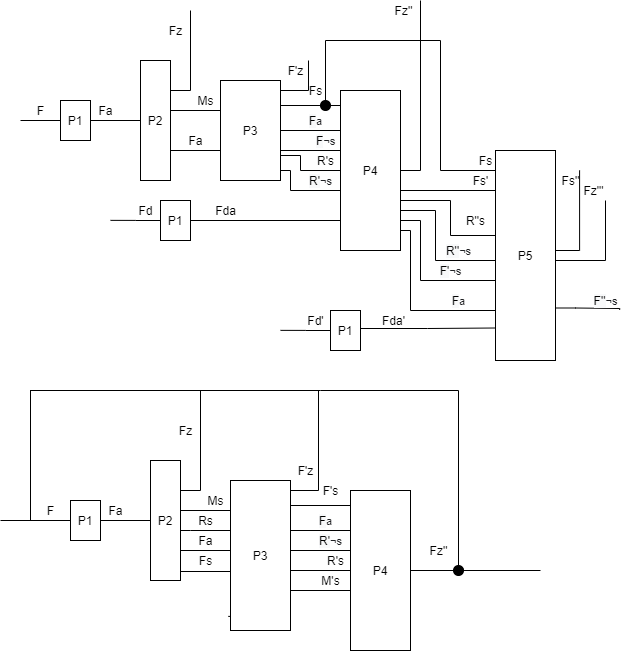 Fz''
Fz
F'z
Fs
F
Fa
Ms
P1
P2
Fa
F¬s
P3
Fa
R's
P4
Fs
R'¬s
Fs'
Fs''
Fz'''
Fd
Fda
P1
R''s
R''¬s
P5
F'¬s
Fa
F''¬s
Fd'
Fda'
P1
Fz
F'z
F's
Ms
F
Fa
Rs
Fa
P1
P2
Fa
R'¬s
Fz''
P3
Fs
R's
P4
M's